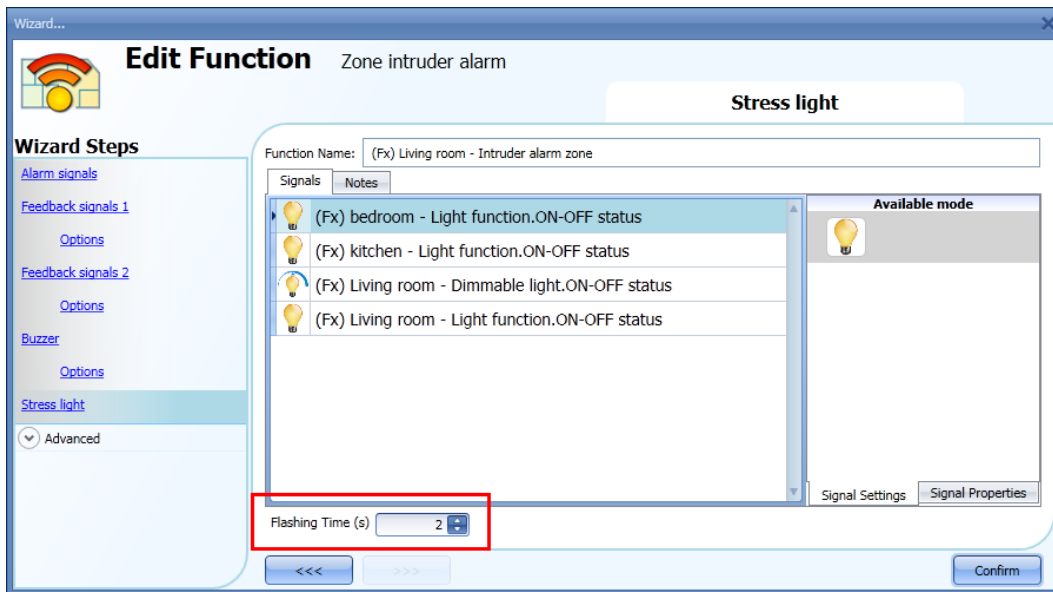 Wizard...
Edit Function Zone intruder alarm
Stress light
Wizard Steps
Alarm signals
Feedback signals 1
Options
Feedback signals 2
Options
Buzzer
Options
Stress light
Advanced
Function Name: (Fx) Living room - Intruder alarm zone
Signals Notes
(Fx) bedroom - Light function.ON-OFF status
(Fx) kitchen - Light function.ON-OFF status
(Fx) Living room - Dimmable light.ON-OFF status
(Fx) Living room - Light function.ON-OFF status
Available mode
Signal Settings Signal Properties
Flashing Time (s) 2
<<< >>> Confirm